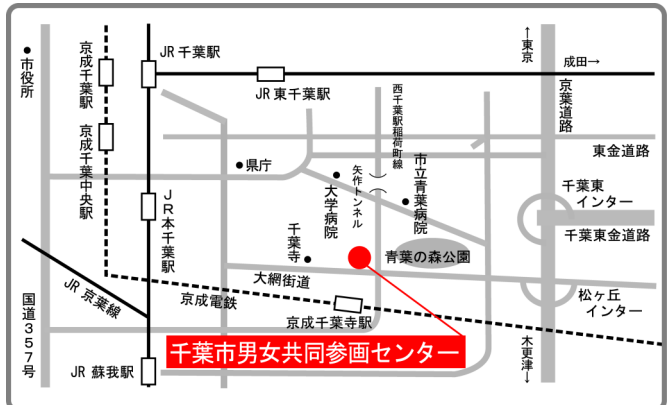 市役所
京成千葉駅
JR 千葉駅
↑東京
成田→
JR 東千葉駅
京葉道路
西千葉駅稲荷町線
京成千葉中央駅
東金道路
県庁
矢作トンネル
大学病院
市立青葉病院
千葉東
インター
JR本千葉駅
千葉寺
千葉東金道路
青葉の森公園
大網街道
JR 京葉線
京成電鉄
松ヶ丘
インター
国道357号
京成千葉寺駅
千葉市男女共同参画センター
木更津→
JR 蘇我駅